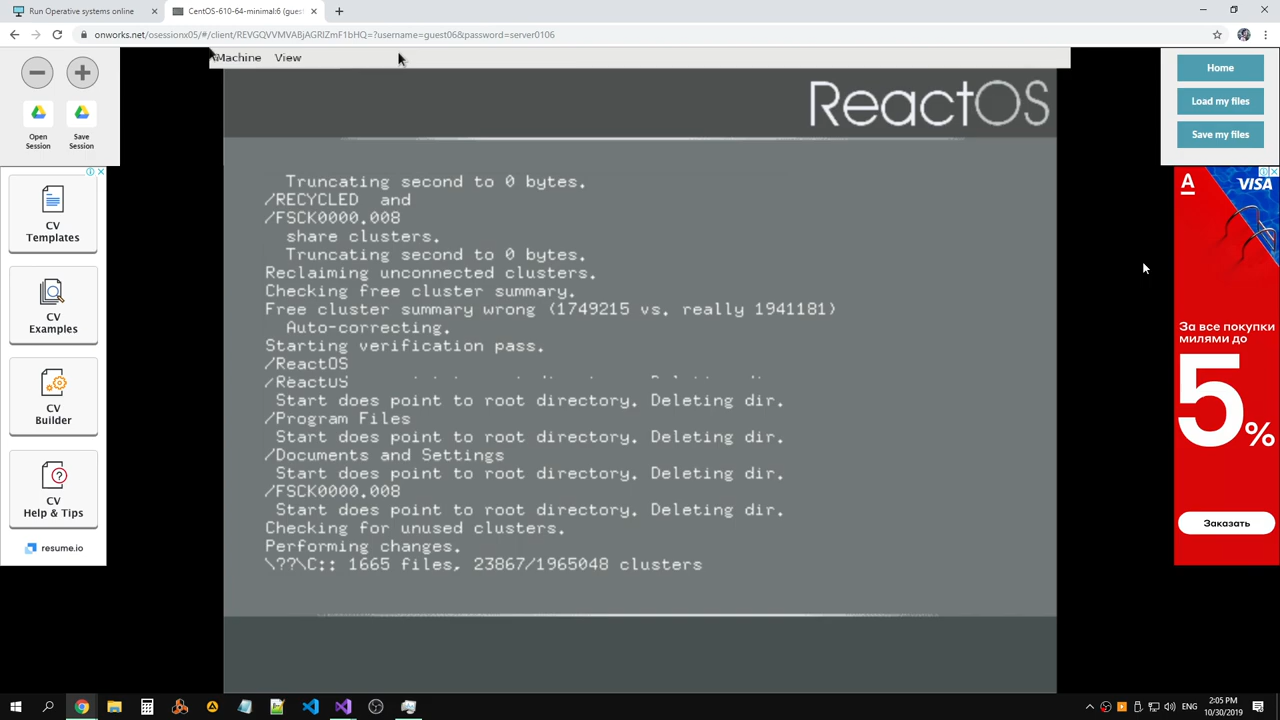 Run Operative systems online
CentOS-610-64-minimal:6 (gues
onworks.net/osessionx05/#/client/REVGQVVMVABjAGRIZmF1bHQ=?username=guest06&password=server0106
Machine View
Open Session
Save Session
Home
Load my files
Save my files
ReactOS
Truncating second to 0 bytes.
/RECYCLED and
/FSCK0000.008
share clusters.
Truncating second to 0 bytes.
Reclaiming unconnected clusters.
Checking free cluster summary.
Free cluster summary wrong (1749215 vs. really 1941181)
Auto-correcting.
Starting verification pass.
/ReactOS
/ReactOS
Start does point to root directory. Deleting dir.
/Program Files
Start does point to root directory. Deleting dir.
/Documents and Settings
Start does point to root directory. Deleting dir.
/FSCK0000.008
Start does point to root directory. Deleting dir.
Checking for unused clusters.
Performing changes.
\??\C:: 1665 files, 23867/1965048 clusters
CV
Templates
CV
Examples
CV
Builder
CV
Help & Tips
resume.io
А
VISA
За все покупки
милями до
5%
Заказать
ENG
2:05 PM
10/30/2019